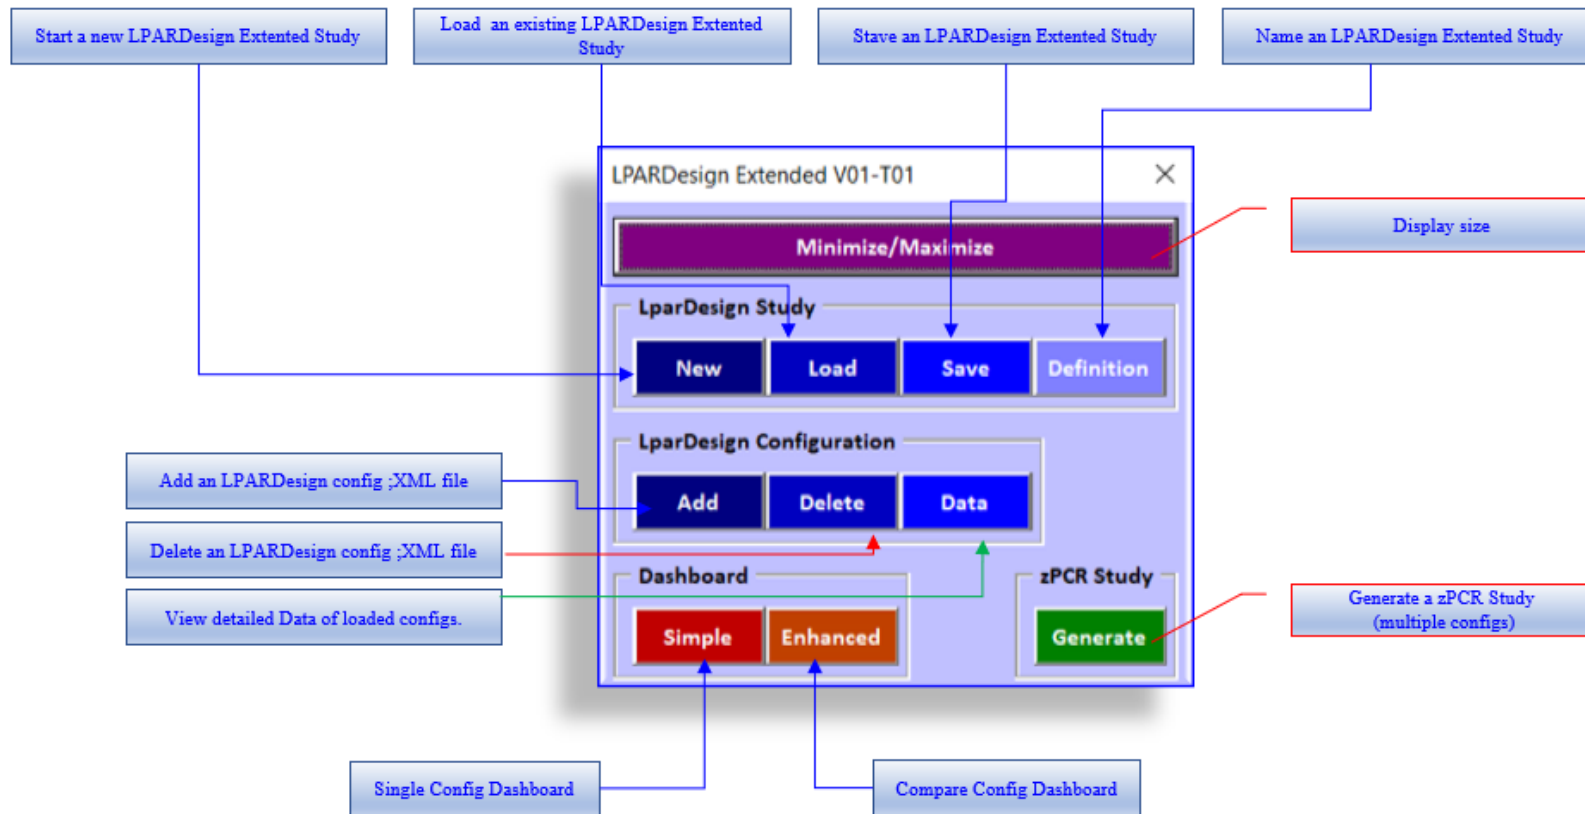 Start a new LPARDesign Extented Study
Load an existing LPARDesign Extented
Study
Stave an LPARDesign Extented Study
Name an LPARDesign Extented Study
LPARDesign Extended V01-T01
Minimize/Maximize
Display size
LparDesign Study
New
Load
Save
Definition
LparDesign Configuration
Add an LPARDesign config ;XML file
Add
Delete
Data
Delete an LPARDesign config ;XML file
Dashboard
zPCR Study
View detailed Data of loaded configs.
Generate a zPCR Study
(multiple configs)
Simple
Enhanced
Generate
Single Config Dashboard
Compare Config Dashboard